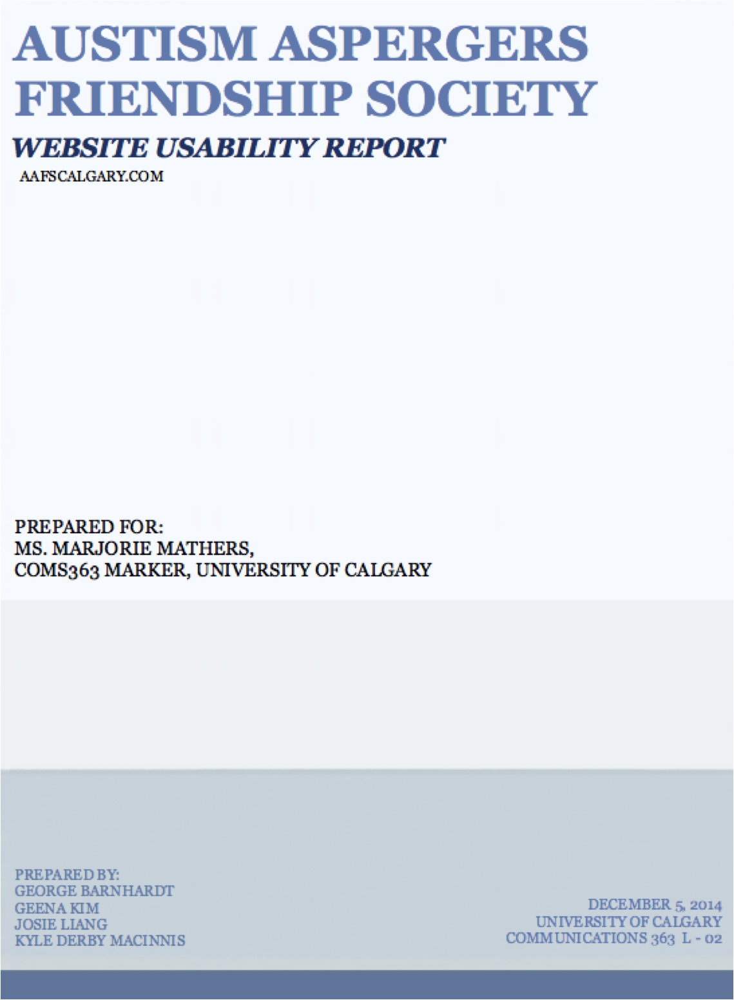 AUSTISM ASPERGERS
FRIENDSHIP SOCIETY
WEBSITE USABILITY REPORT
AAFSCALGARY.COM
PREPARED FOR:
MS. MARJORIE MATHERS,
COMS363 MARKER, UNIVERSITY OF CALGARY
PREPARED BY:
GEORGE BARNHARDT
GEENA KIM
JOSIE LIANG
KYLE DERBY MACINNIS
DECEMBER 5, 2014
UNIVERSITY OF CALGARY
COMMUNICATIONS 363 L - 02